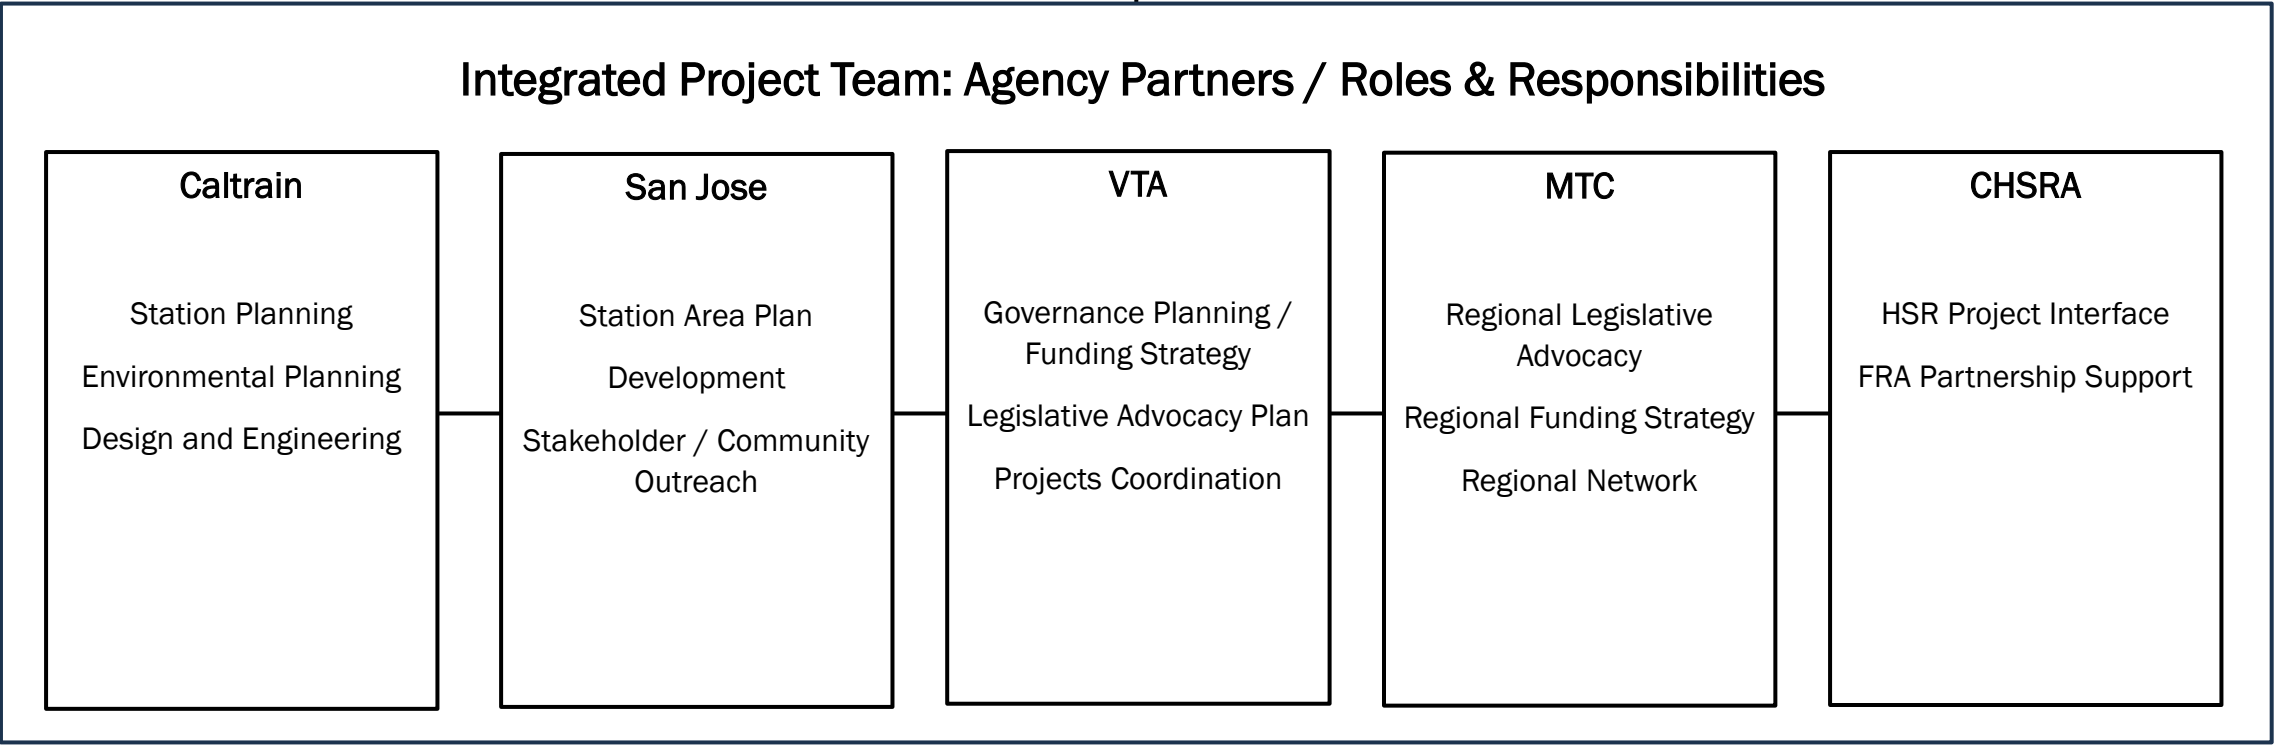 Integrated Project Team: Agency Partners / Roles & Responsibilities
Caltrain
Station Planning
Environmental Planning
Design and Engineering
San Jose
Station Area Plan
Development
Stakeholder / Community
Outreach
VTA
Governance Planning /
Funding Strategy
Legislative Advocacy Plan
Projects Coordination
MTC
Regional Legislative
Advocacy
Regional Funding Strategy
Regional Network
CHSRA
HSR Project Interface
FRA Partnership Support